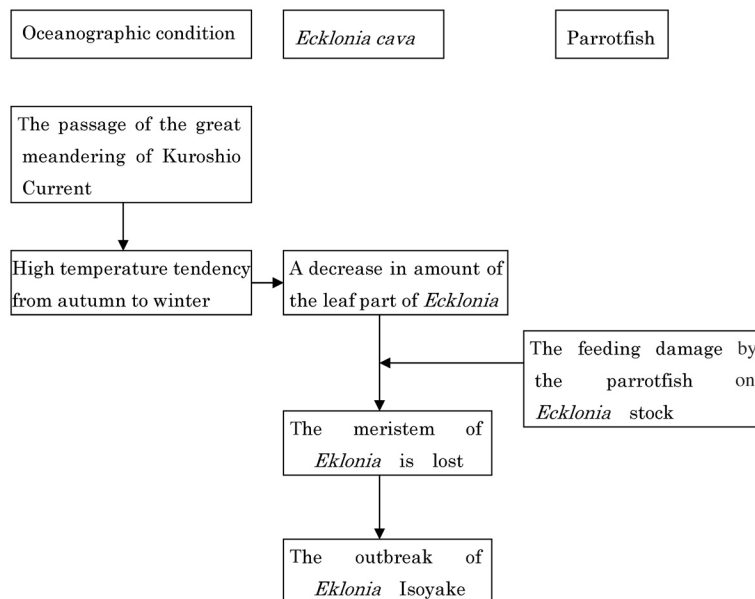 Oceanographic condition
Ecklonia cava
Parrotfish
The passage of the great
meandering of Kuroshio
Current
High temperature tendency
from autumn to winter
A decrease in amount of
the leaf part of Ecklonia
The feeding damage by
the parrotfish on
Ecklonia stock
The meristem of
Eklonia is lost
The outbreak of
Eklonia Isoyake